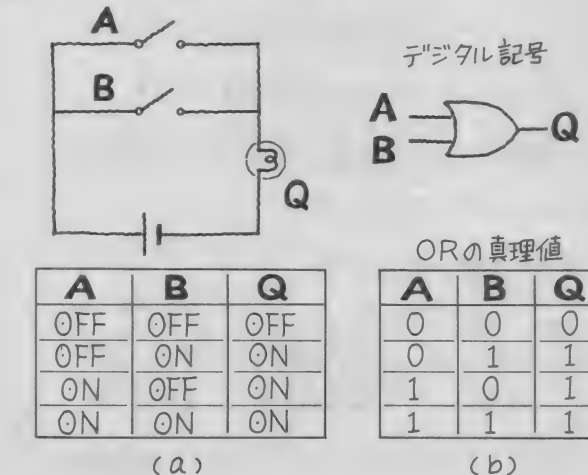 A
B
Q
A B Q
OFF OFF OFF
OFF ON ON
ON OFF ON
ON ON ON
(a)
デジタル記号
A
B
Q
ORの真理値
A B Q
0 0 0
0 1 1
1 0 1
1 1 1
(b)